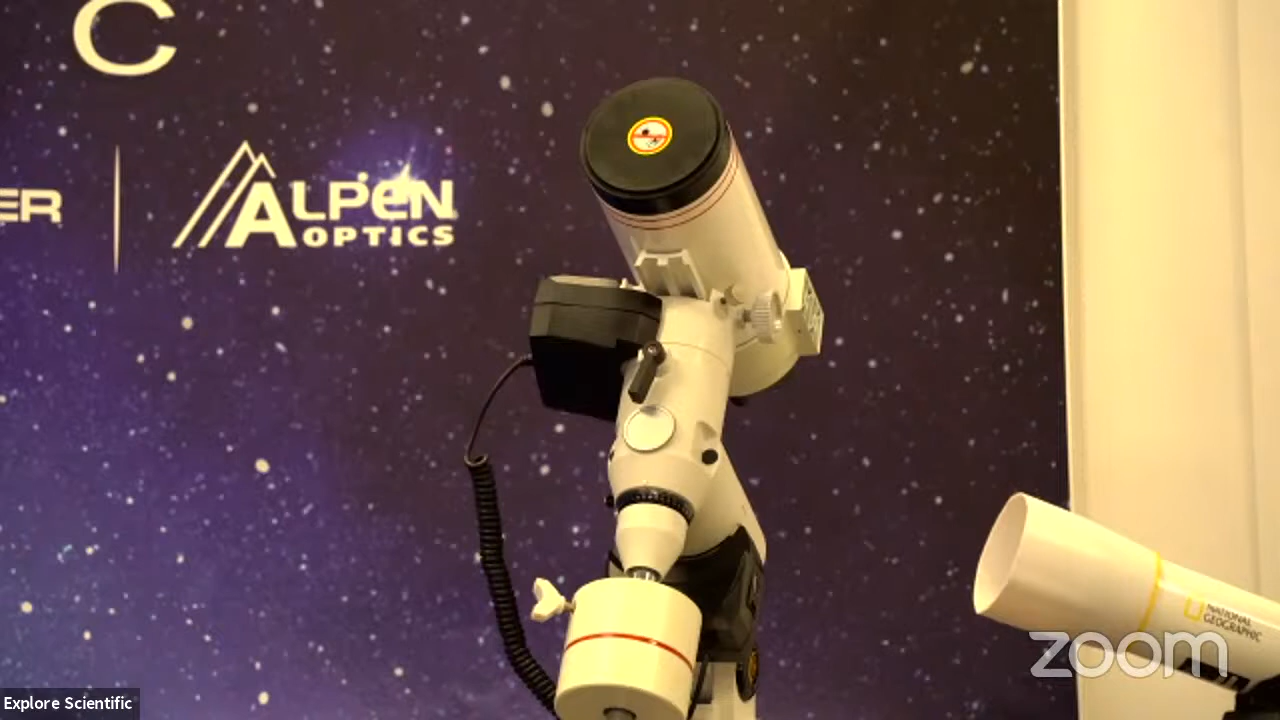 C
ER
ALPEN
OPTICS
NATIONAL
GEOGRAPHIC
zoom
Explore Scientific